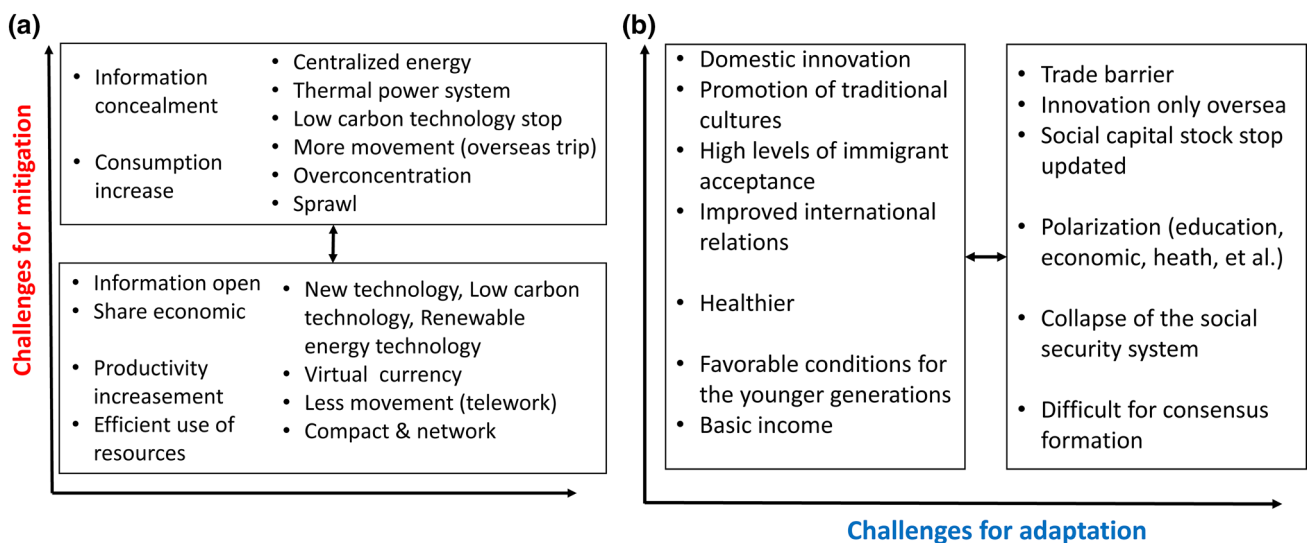 (a)
Challenges for mitigation
• Information
concealment
• Consumption
increase
• Centralized energy
• Thermal power system
• Low carbon technology stop
• More movement (overseas trip)
• Overconcentration
• Sprawl
• Information open
• Share economic
• Productivity
increasement
• Efficient use of
resources
• New technology, Low carbon
technology, Renewable
energy technology
• Virtual currency
• Less movement (telework)
• Compact & network
(b)
• Domestic innovation
• Promotion of traditional
cultures
• High levels of immigrant
acceptance
• Improved international
relations
• Healthier
• Favorable conditions for
the younger generations
• Basic income
• Trade barrier
• Innovation only oversea
• Social capital stock stop
updated
• Polarization (education,
economic, heath, et al.)
• Collapse of the social
security system
• Difficult for consensus
formation
Challenges for adaptation